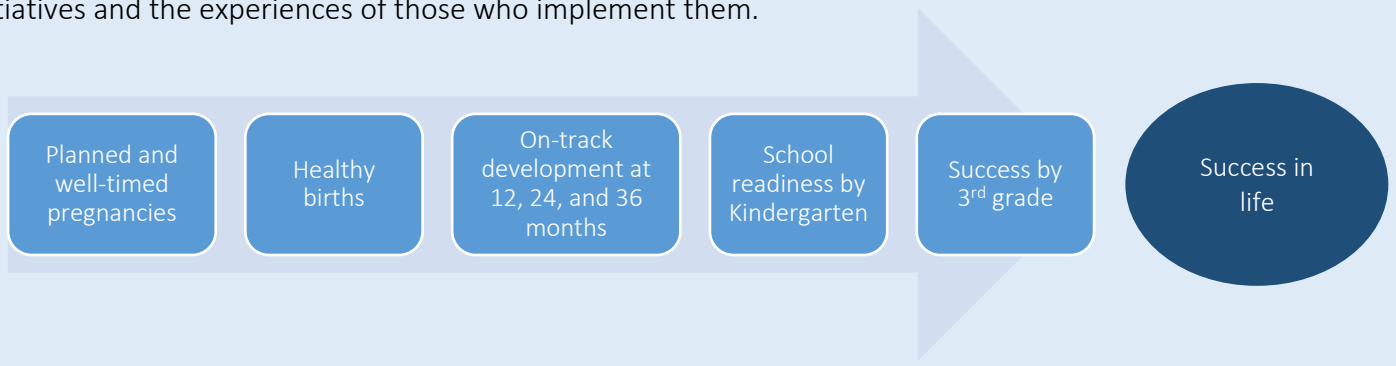 tiatives and the experiences of those who implement them.
Planned and
well-timed
pregnancies
Healthy
births
On-track
development at
12, 24, and 36
months
School
readiness by
Kindergarten
Success by
3rd grade
Success in
life